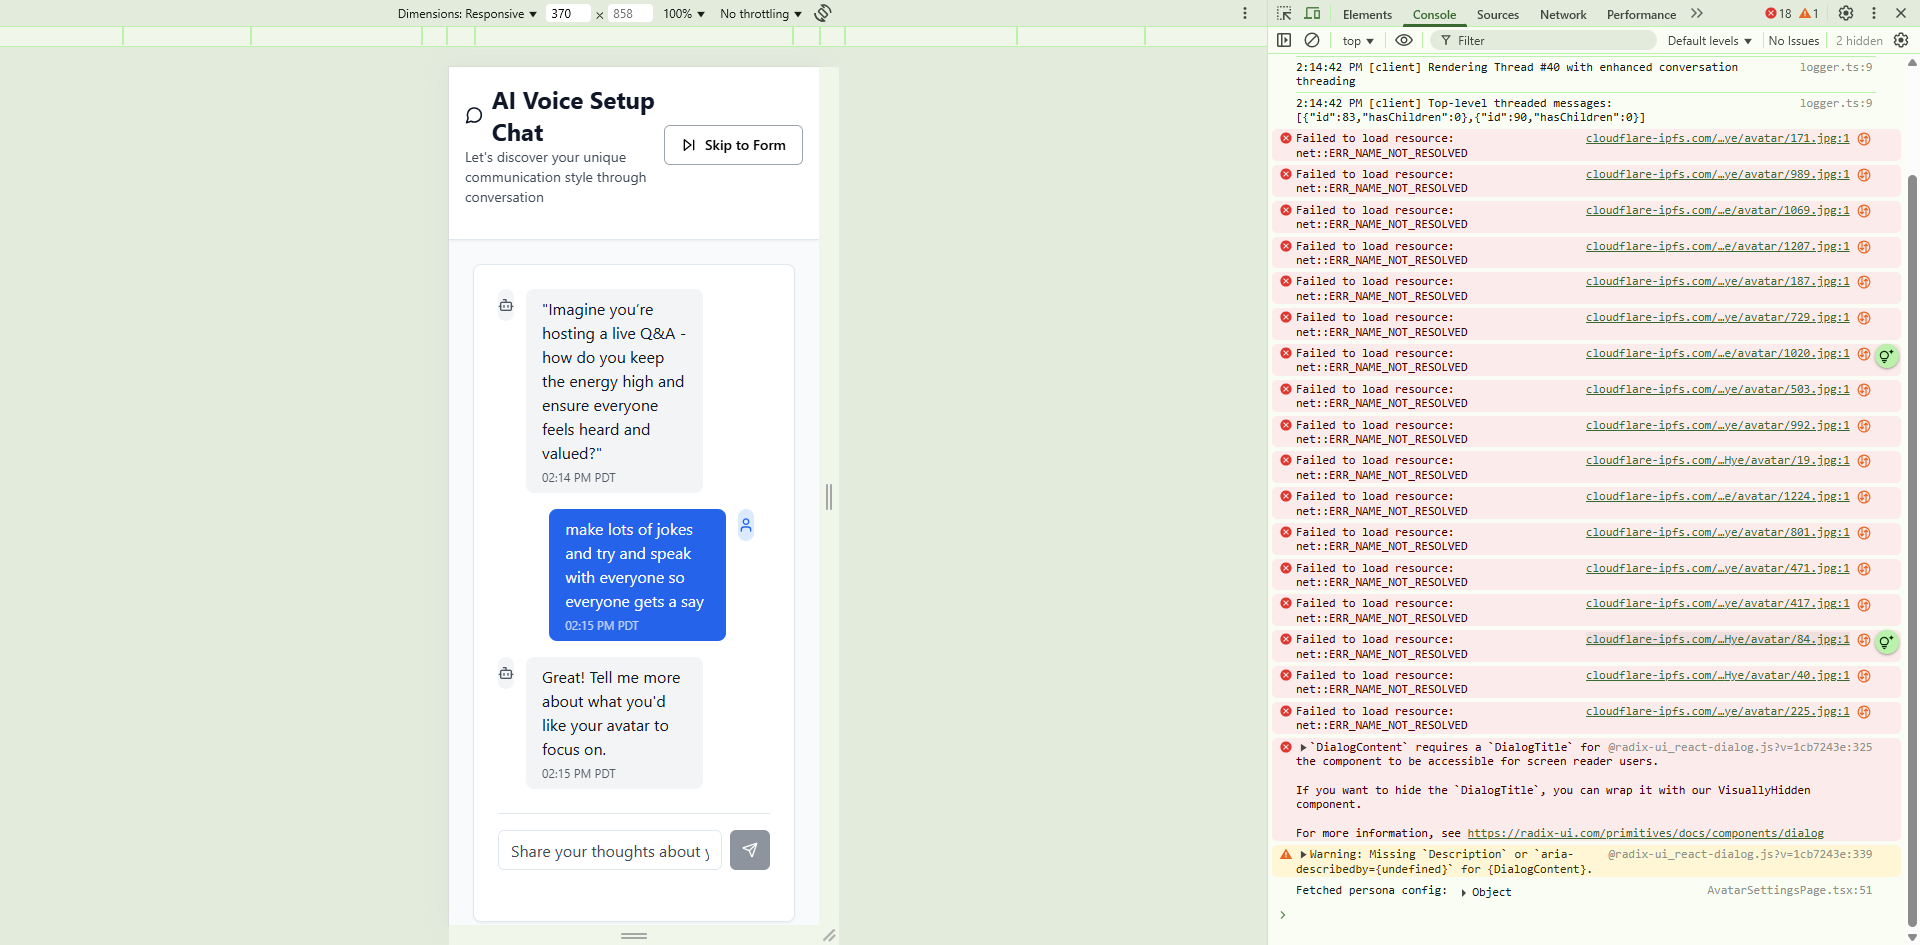 Dimensions: Responsive 370 × 858 100% No throttling
Elements Console Sources Network Performance 18 1
top Filter Default levels No Issues 2 hidden
AI Voice Setup
Chat
Let's discover your unique
communication style through
conversation
Skip to Form
"Imagine you're
hosting a live Q&A -
how do you keep
the energy high and
ensure everyone
feels heard and
valued?"
02:14 PM PDT
make lots of jokes
and try and speak
with everyone so
everyone gets a say
02:15 PM PDT
Great! Tell me more
about what you'd
like your avatar to
focus on.
02:15 PM PDT
Share your thoughts about y
2:14:42 PM [client] Rendering Thread #40 with enhanced conversation logger.ts:9
threading
2:14:42 PM [client] Top-level threaded messages: logger.ts:9
[{"id":83,"hasChildren":0},{"id":90,"hasChildren":0}]
Failed to load resource: cloudflare-ipfs.com/…ye/avatar/171.jpg:1
net::ERR_NAME_NOT_RESOLVED
Failed to load resource: cloudflare-ipfs.com/…ye/avatar/989.jpg:1
net::ERR_NAME_NOT_RESOLVED
Failed to load resource: cloudflare-ipfs.com/…e/avatar/1069.jpg:1
net::ERR_NAME_NOT_RESOLVED
Failed to load resource: cloudflare-ipfs.com/…e/avatar/1207.jpg:1
net::ERR_NAME_NOT_RESOLVED
Failed to load resource: cloudflare-ipfs.com/…ye/avatar/187.jpg:1
net::ERR_NAME_NOT_RESOLVED
Failed to load resource: cloudflare-ipfs.com/…ye/avatar/729.jpg:1
net::ERR_NAME_NOT_RESOLVED
Failed to load resource: cloudflare-ipfs.com/…e/avatar/1020.jpg:1
net::ERR_NAME_NOT_RESOLVED
Failed to load resource: cloudflare-ipfs.com/…ye/avatar/503.jpg:1
net::ERR_NAME_NOT_RESOLVED
Failed to load resource: cloudflare-ipfs.com/…ye/avatar/992.jpg:1
net::ERR_NAME_NOT_RESOLVED
Failed to load resource: cloudflare-ipfs.com/…Hye/avatar/19.jpg:1
net::ERR_NAME_NOT_RESOLVED
Failed to load resource: cloudflare-ipfs.com/…e/avatar/1224.jpg:1
net::ERR_NAME_NOT_RESOLVED
Failed to load resource: cloudflare-ipfs.com/…ye/avatar/801.jpg:1
net::ERR_NAME_NOT_RESOLVED
Failed to load resource: cloudflare-ipfs.com/…ye/avatar/471.jpg:1
net::ERR_NAME_NOT_RESOLVED
Failed to load resource: cloudflare-ipfs.com/…ye/avatar/417.jpg:1
net::ERR_NAME_NOT_RESOLVED
Failed to load resource: cloudflare-ipfs.com/…Hye/avatar/84.jpg:1
net::ERR_NAME_NOT_RESOLVED
Failed to load resource: cloudflare-ipfs.com/…Hye/avatar/40.jpg:1
net::ERR_NAME_NOT_RESOLVED
Failed to load resource: cloudflare-ipfs.com/…ye/avatar/225.jpg:1
net::ERR_NAME_NOT_RESOLVED
`DialogContent` requires a `DialogTitle` for @radix-ui_react-dialog.js?v=1cb7243e:325
the component to be accessible for screen reader users.
If you want to hide the `DialogTitle`, you can wrap it with our VisuallyHidden
component.
For more information, see https://radix-ui.com/primitives/docs/components/dialog
Warning: Missing `Description` or `aria- @radix-ui_react-dialog.js?v=1cb7243e:339
describedby={undefined}` for {DialogContent}.
Fetched persona config: Object AvatarSettingsPage.tsx:51